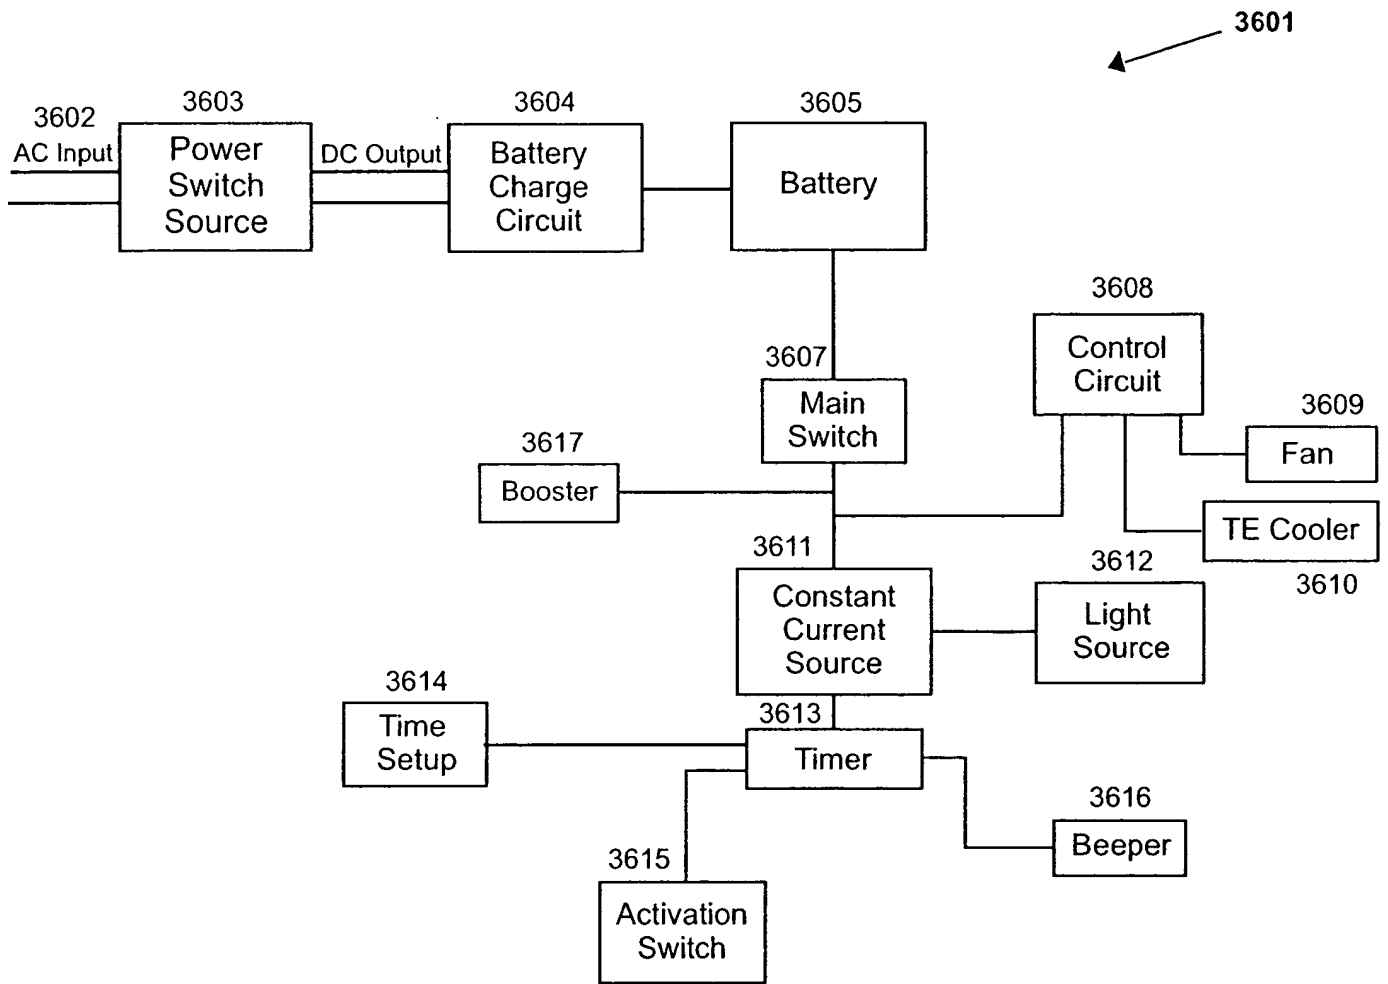 3601
3602
AC Input
3603
Power
Switch
Source
DC Output
3604
Battery
Charge
Circuit
3605
Battery
3607
Main
Switch
3608
Control
Circuit
3609
Fan
TE Cooler
3610
3617
Booster
3611
Constant
Current
Source
3612
Light
Source
3614
Time
Setup
3613
Timer
3616
Beeper
3615
Activation
Switch